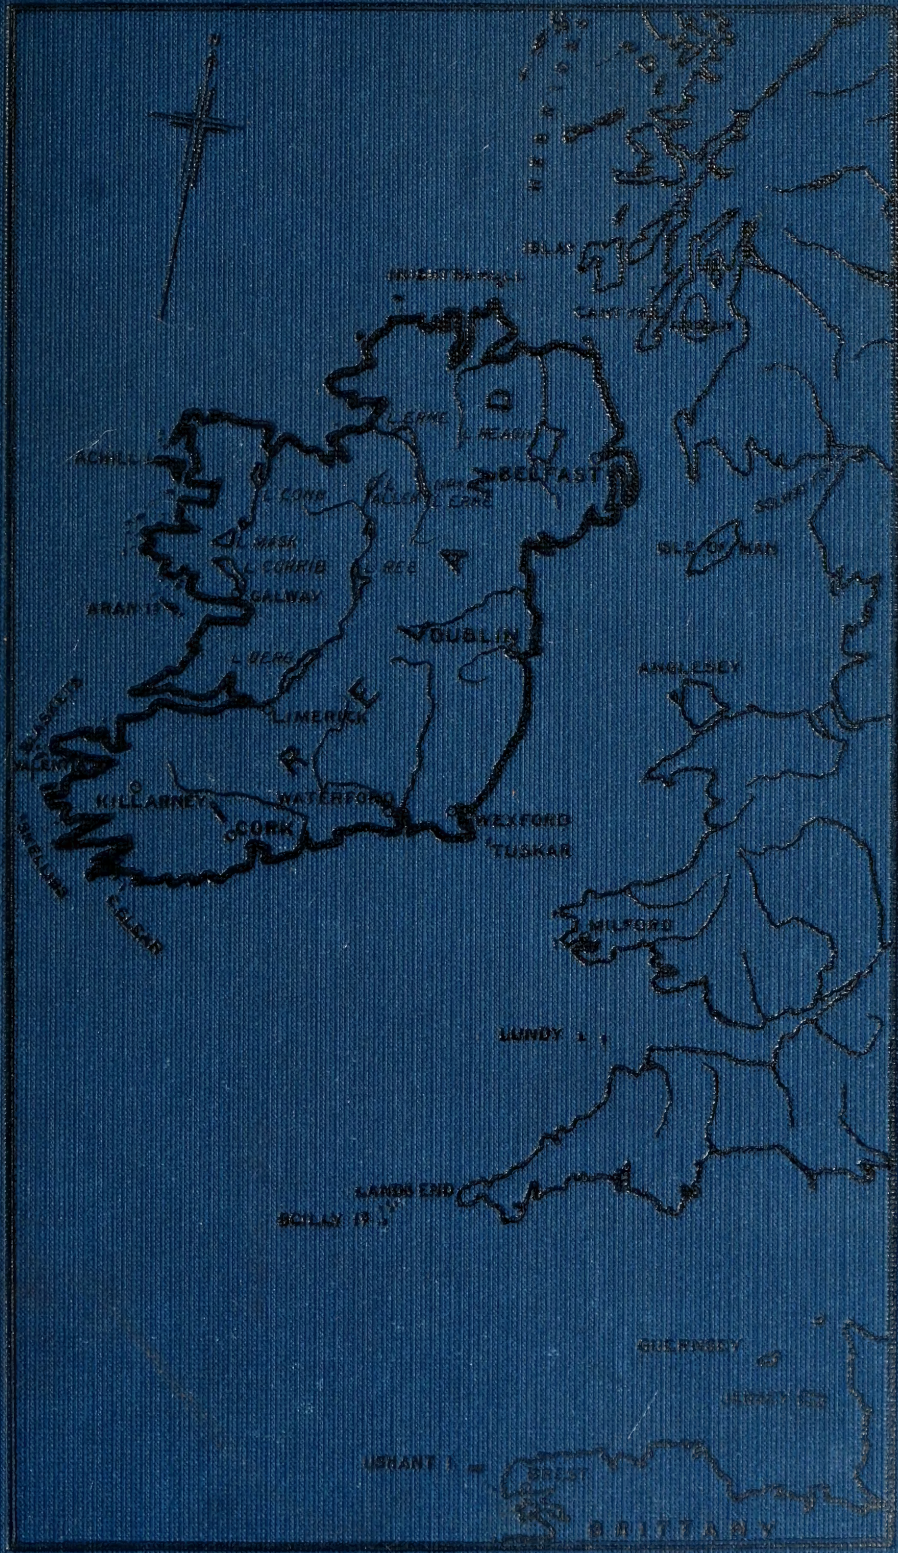 ISLAY
L. ERNE
ACHILL I.
BELFAST
L. CONN
L. MASK
L. CORRIB
L. REE
ISLE OF MAN
GALWAY
ARAN IS
DUBLIN
L. DERG
ANGLESEY
LIMERICK
I R E L A N D
KILLARNEY
WATERFORD
CORK
WEXFORD
TUSKAR
C. CLEAR
MILFORD
LUNDY I.
LANDS END
SCILLY IS
GUERNSEY
USHANT I.
BREST
BRITTANY